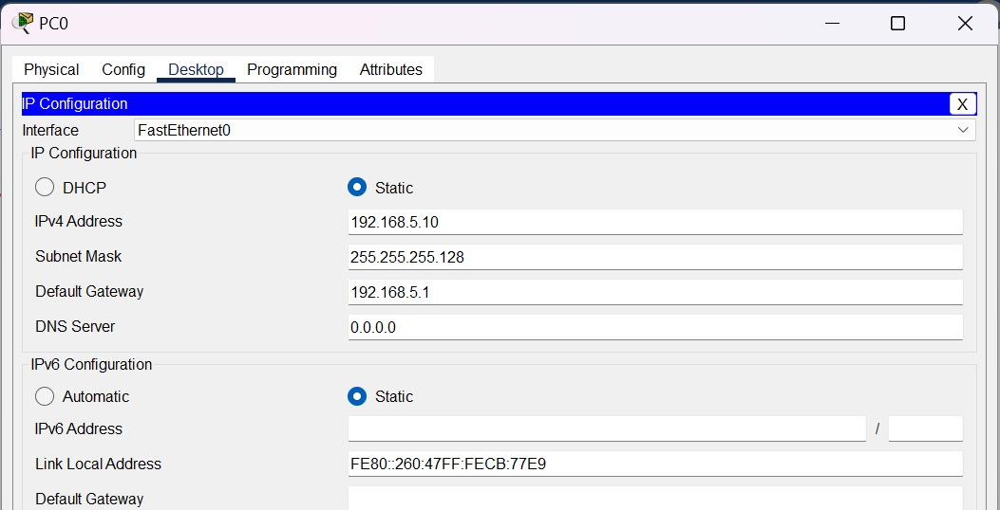 PC0
Physical Config Desktop Programming Attributes
IP Configuration X
Interface FastEthernet0
IP Configuration
DHCP Static
IPv4 Address 192.168.5.10
Subnet Mask 255.255.255.128
Default Gateway 192.168.5.1
DNS Server 0.0.0.0
IPv6 Configuration
Automatic Static
IPv6 Address /
Link Local Address FE80::260:47FF:FECB:77E9
Default Gateway